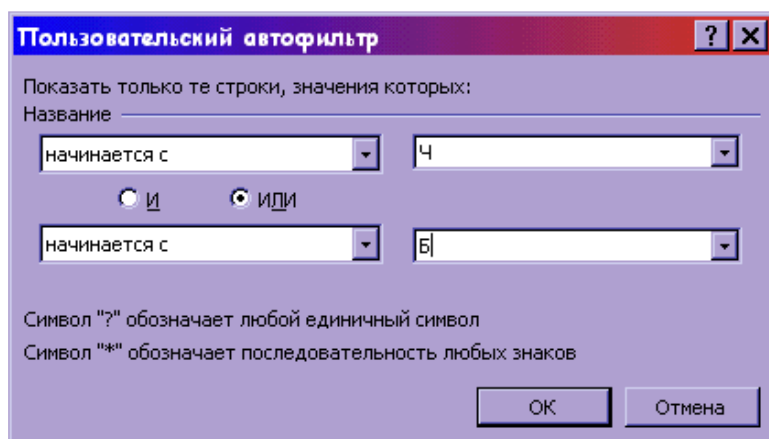 Пользовательский автофильтр
Показать только те строки, значения которых:
Название
начинается с Ч
И ИЛИ
начинается с Б
Символ "?" обозначает любой единичный символ
Символ "*" обозначает последовательность любых знаков
ОК Отмена